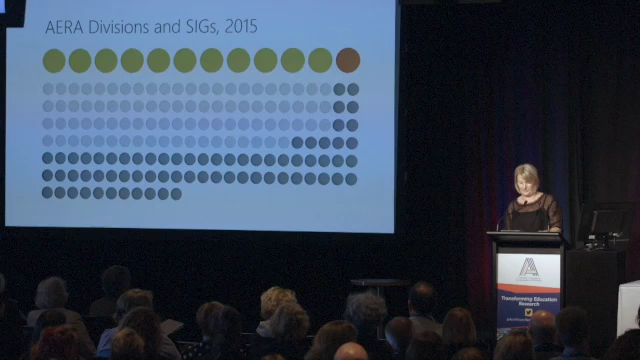 AERA Divisions and SIGs, 2015
Transforming Education
Research